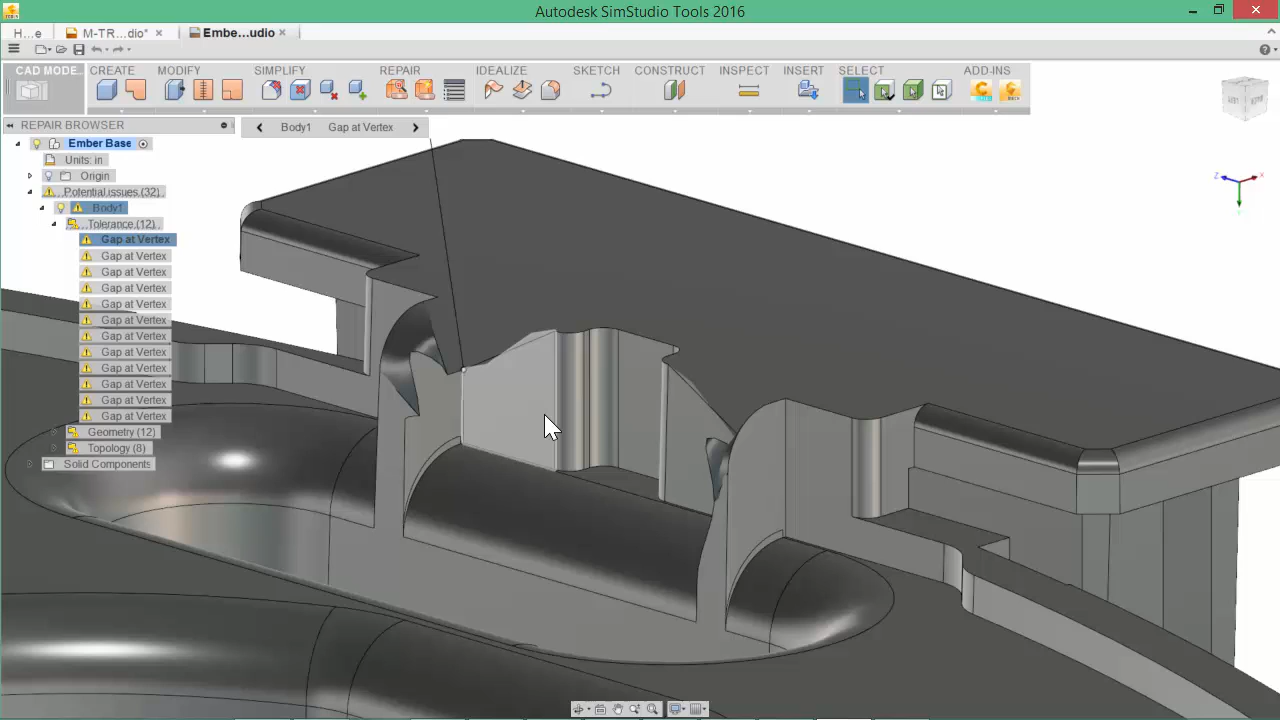 Autodesk SimStudio Tools 2016
H...e
M-TR...dio*
Embe...udio
CAD MODE...
CREATE
MODIFY
SIMPLIFY
REPAIR
IDEALIZE
SKETCH
CONSTRUCT
INSPECT
INSERT
SELECT
ADD-INS
REPAIR BROWSER
Body1 Gap at Vertex
Ember Base
Units: in
Origin
Potential issues (32)
Body1
Tolerance (12)
Gap at Vertex
Gap at Vertex
Gap at Vertex
Gap at Vertex
Gap at Vertex
Gap at Vertex
Gap at Vertex
Gap at Vertex
Gap at Vertex
Gap at Vertex
Gap at Vertex
Gap at Vertex
Geometry (12)
Topology (8)
Solid Components
Z
X